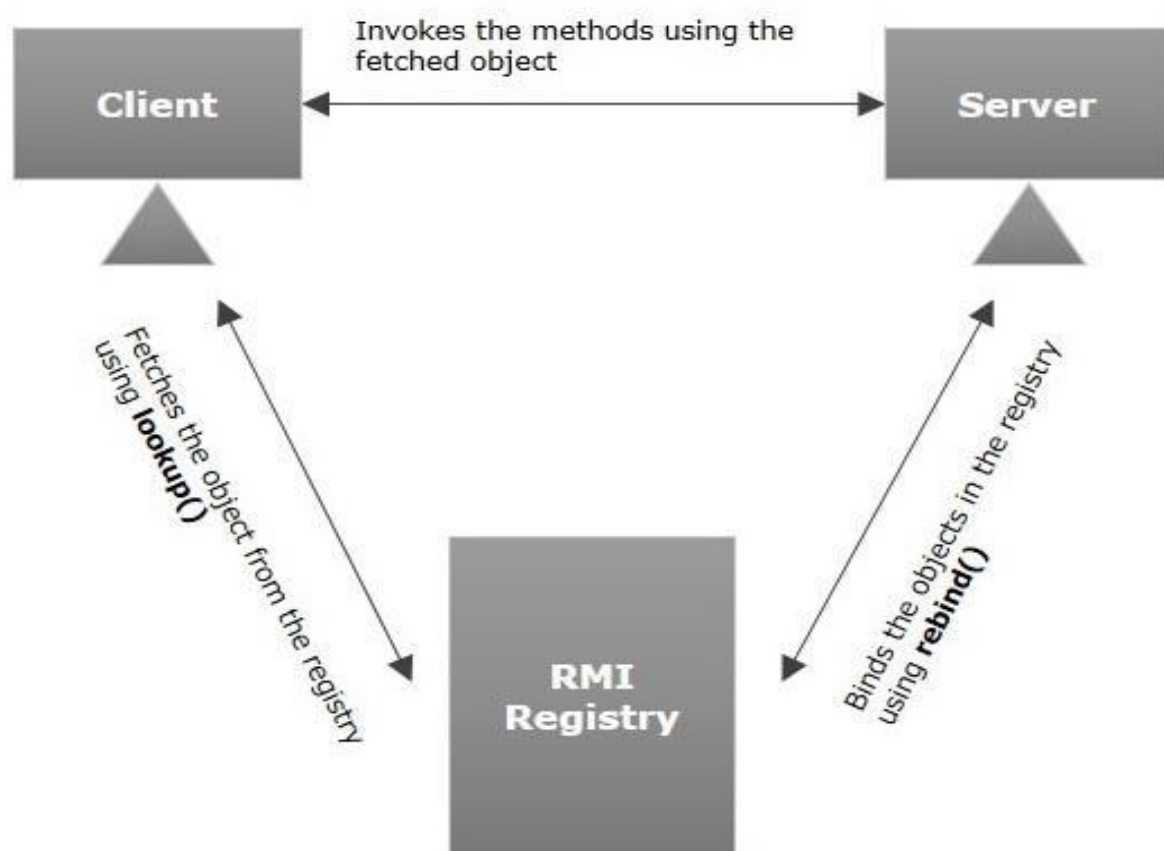 Invokes the methods using the
fetched object
Client
Server
Fetches the object from the registry
using lookup()
Binds the objects in the registry
using rebind()
RMI
Registry